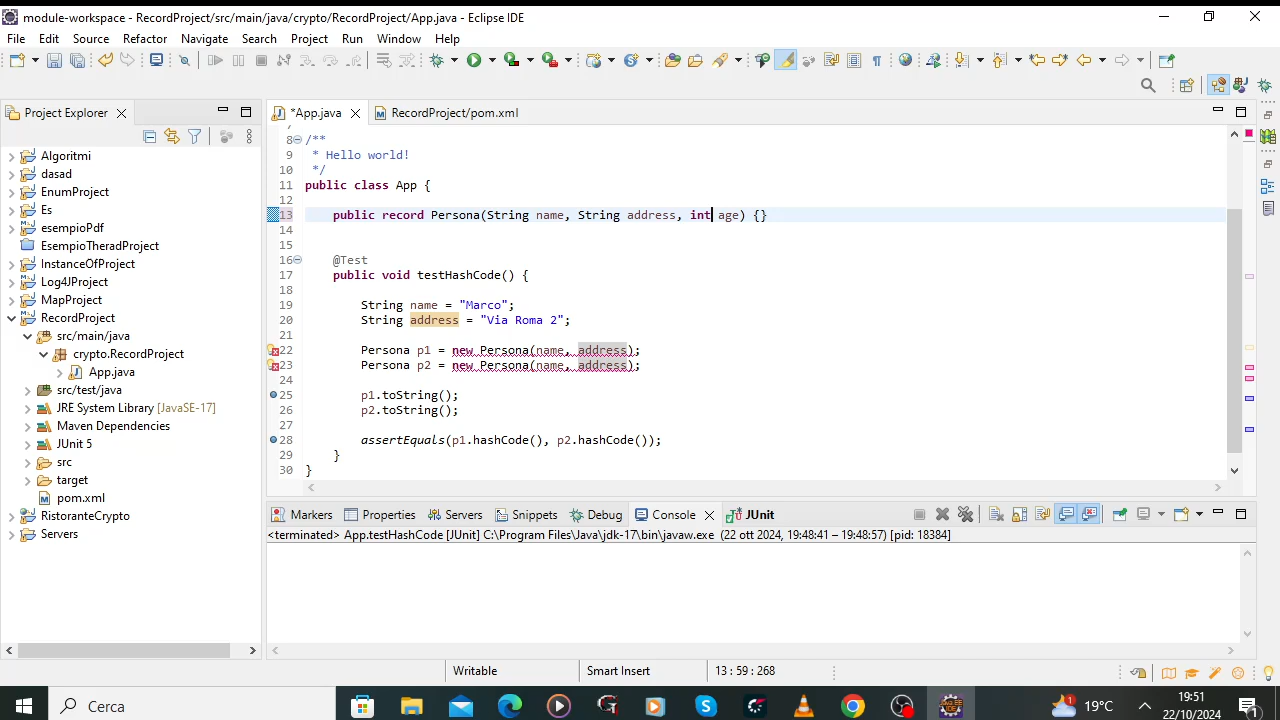 module-workspace - RecordProject/src/main/java/crypto/RecordProject/App.java - Eclipse IDE
File Edit Source Refactor Navigate Search Project Run Window Help
Project Explorer
Algoritmi
dasad
EnumProject
Es
esempioPdf
EsempioTheradProject
InstanceOfProject
Log4JProject
MapProject
RecordProject
src/main/java
crypto.RecordProject
App.java
src/test/java
JRE System Library [JavaSE-17]
Maven Dependencies
JUnit 5
src
target
pom.xml
RistoranteCrypto
Servers
*App.java RecordProject/pom.xml
8 /**
9 * Hello world!
10 */
11 public class App {
12
13 public record Persona(String name, String address, int age) {}
14
15
16 @Test
17 public void testHashCode() {
18
19 String name = "Marco";
20 String address = "Via Roma 2";
21
22 Persona p1 = new Persona(name, address);
23 Persona p2 = new Persona(name, address);
24
25 p1.toString();
26 p2.toString();
27
28 assertEquals(p1.hashCode(), p2.hashCode());
29 }
30 }
Markers Properties Servers Snippets Debug Console JUnit
<terminated> App.testHashCode [JUnit] C:\Program Files\Java\jdk-17\bin\javaw.exe (22 ott 2024, 19:48:41 – 19:48:57) [pid: 18384]
Writable Smart Insert 13 : 59 : 268
Cerca
19°C
19:51
22/10/2024